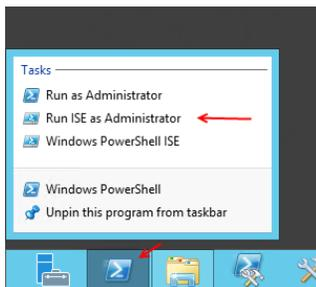 Tasks
Run as Administrator
Run ISE as Administrator
Windows PowerShell ISE
Windows PowerShell
Unpin this program from taskbar